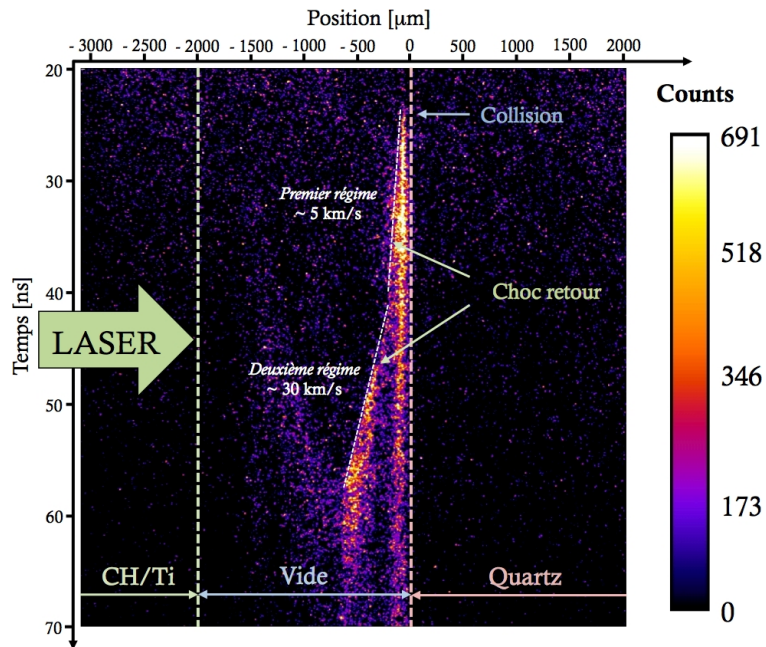 Position [µm]
- 3000 - 2500 - 2000 - 1500 - 1000 - 500 0 500 1000 1500 2000
Temps [ns]
20
30
40
50
60
70
Collision
Premier régime
~ 5 km/s
Choc retour
LASER
Deuxième régime
~ 30 km/s
CH/Ti
Vide
Quartz
Counts
691
518
346
173
0